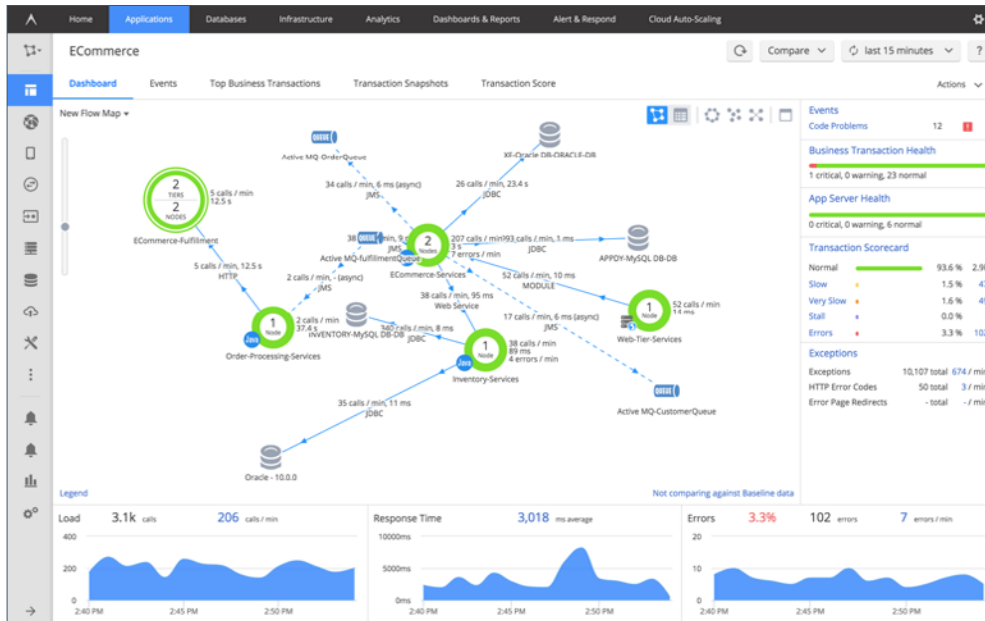 Home Applications Databases Infrastructure Analytics Dashboards & Reports Alert & Respond Cloud Auto-Scaling
ECommerce
Compare last 15 minutes ?
Dashboard Events Top Business Transactions Transaction Snapshots Transaction Score
Actions
New Flow Map
QUEUE
Active MQ-OrderQueue
XE-Oracle DB-ORACLE-DB
34 calls / min, 6 ms (async)
JMS
26 calls / min, 23.4 s
JDBC
2
TIERS
2
NODES
5 calls / min
12.5 s
ECommerce-Fulfillment
QUEUE
Active MQ-fulfillmentQueue
2
Nodes
207 calls / min
3 s
7 errors / min
ECommerce-Services
JDBC
APPDY-MySQL DB-DB
5 calls / min, 12.5 s
HTTP
2 calls / min, - (async)
JMS
52 calls / min, 10 ms
MODULE
38 calls / min, 95 ms
Web Service
1
Node
52 calls / min
14 ms
Web-Tier-Services
17 calls / min, 6 ms (async)
JMS
1
Node
2 calls / min
37.4 s
Java
Order-Processing-Services
INVENTORY-MySQL DB-DB
340 calls / min, 8 ms
JDBC
1
Node
38 calls / min
89 ms
4 errors / min
Java
Inventory-Services
QUEUE
Active MQ-CustomerQueue
35 calls / min, 11 ms
JDBC
Oracle - 10.0.0
Legend
Not comparing against Baseline data
Events
Code Problems 12
Business Transaction Health
1 critical, 0 warning, 23 normal
App Server Health
0 critical, 0 warning, 6 normal
Transaction Scorecard
Normal 93.6 %
Slow 1.5 %
Very Slow 1.6 %
Stall 0.0 %
Errors 3.3 %
Exceptions
Exceptions 10,107 total 674 / min
HTTP Error Codes 50 total 3 / min
Error Page Redirects - total - / min
Load 3.1k calls 206 calls / min
400
200
0
2:40 PM 2:45 PM 2:50 PM
Response Time 3,018 ms average
10000ms
5000ms
0ms
2:40 PM 2:45 PM 2:50 PM
Errors 3.3% 102 errors 7 errors / min
20
10
0
2:40 PM 2:45 PM 2:50 PM